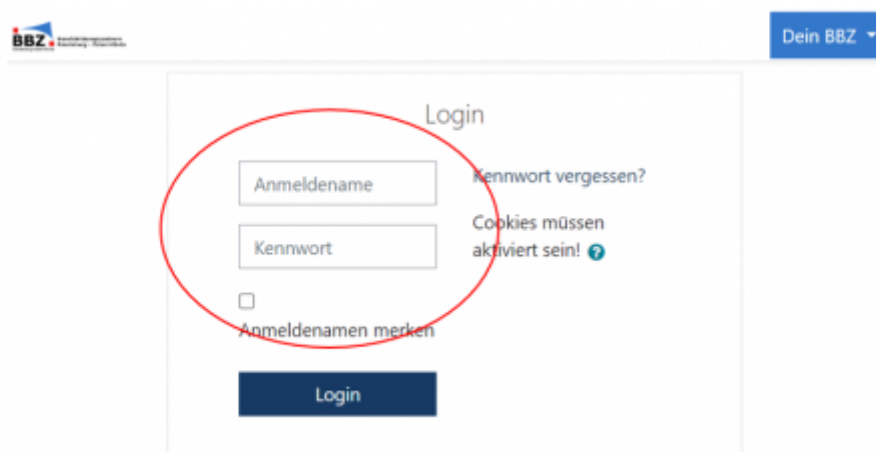 BBZ
Dein BBZ
Login
Anmeldename
Kennwort
Anmeldenamen merken
Login
Kennwort vergessen?
Cookies müssen
aktiviert sein!